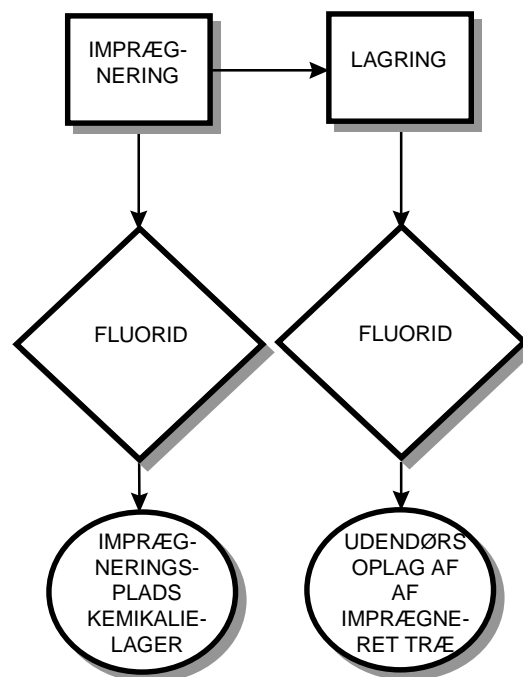 IMPRÆG-
NERING
LAGRING
FLUORID
FLUORID
IMPRÆG-
NERINGS-
PLADS
KEMIKALIE-
LAGER
UDENDØRS
OPLAG AF
AF
IMPRÆGNE-
RET TRÆ